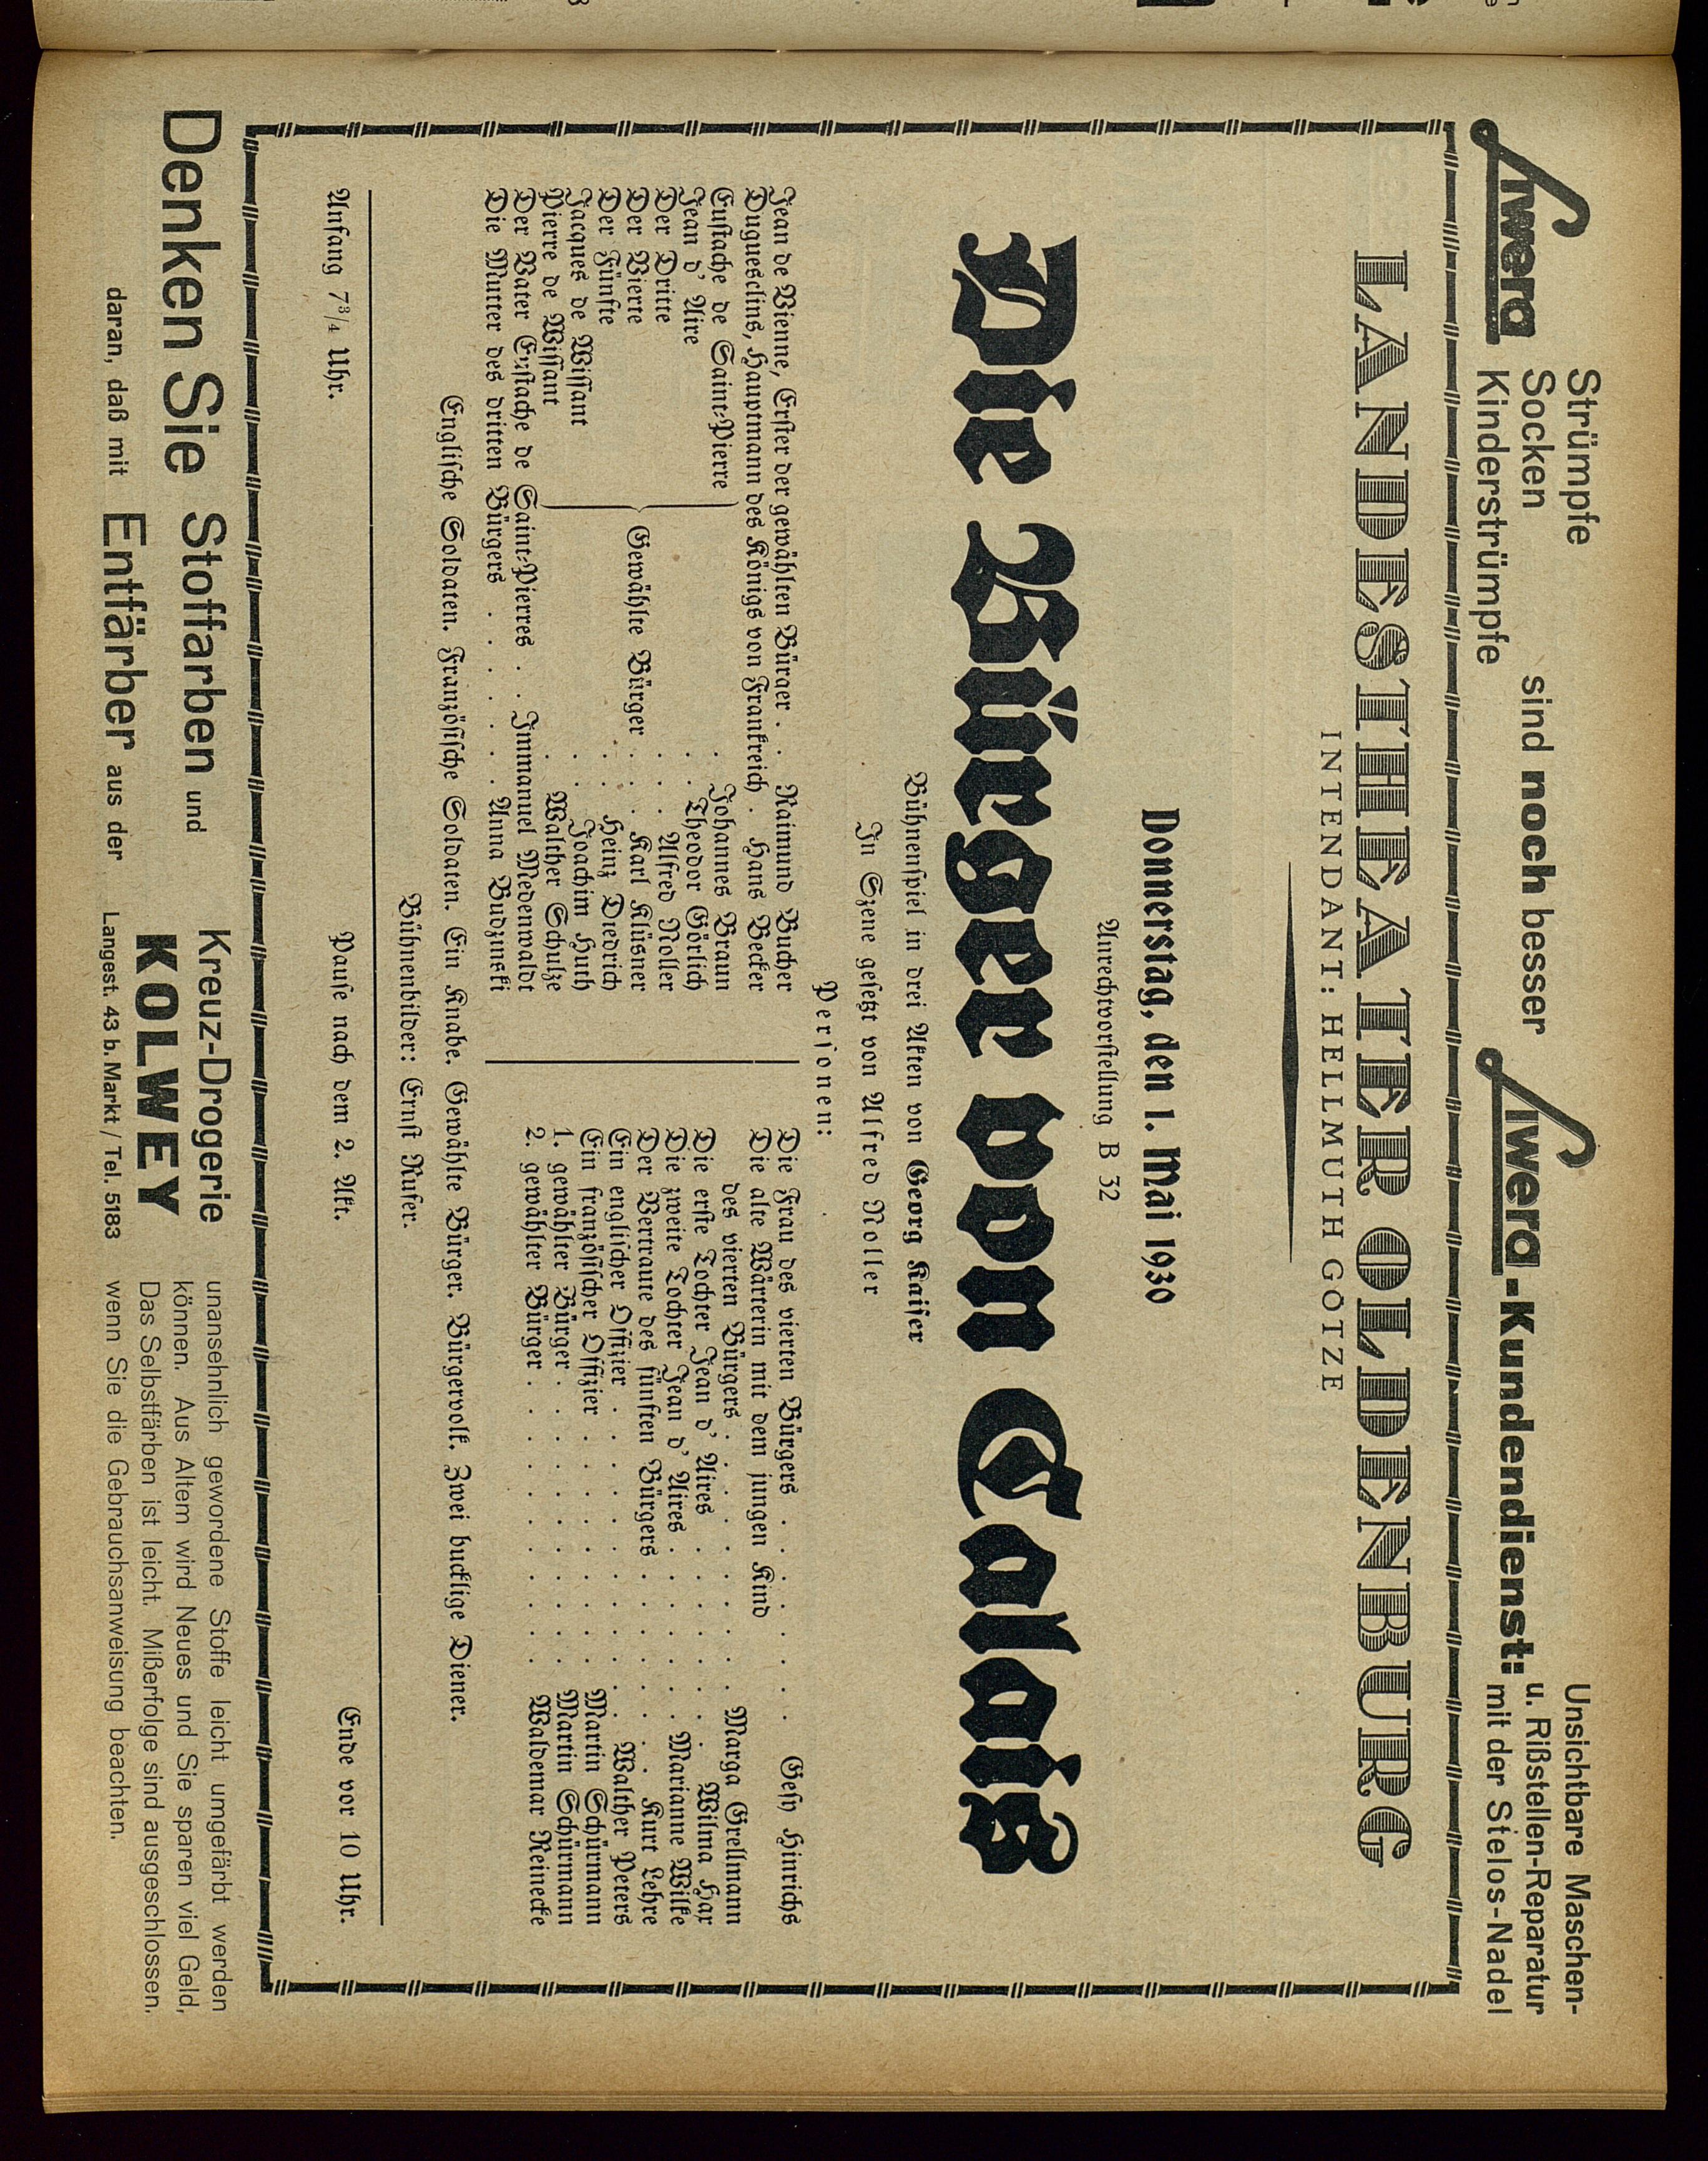 Siwera
Strümpfe
Socken
Kinderstrümpfe
sind noch besser
Siwera-Kundendienst:
Unsichtbare Maschen-
u. Rißstellen-Reparatur
mit der Stelos-Nadel
LANDESTHEATER OLDENBURG
INTENDANT: HELLMUTH GÖTZE
Donnerstag, den 1. Mai 1930
Anrechtvorstellung B 32
Die Bürger von Calais
Bühnenspiel in drei Akten von Georg Kaiser
In Szene gesetzt von Alfred Noller
Personen:
Jean de Vienne, Erster der gewählten Bürger . . Raimund Bucher
Duguesclins, Hauptmann des Königs von Frankreich . Hans Becker
Eustache de Saint-Pierre . Johannes Braun
Jean d' Aire . . Theodor Görlich
Der Dritte . . . Alfred Noller
Der Vierte . . . Karl Klüsner
Der Fünfte . . . Heinz Diedrich
Jacques de Wissant . . Joachim Huth
Pierre de Wissant . Walther Schulze
Gewählte Bürger
Der Vater Eustache de Saint-Pierres . . Immanuel Medenwaldt
Die Mutter des dritten Bürgers . . . . . . . Anna Budzinski
Die Frau des vierten Bürgers . . . . . . . . Gesy Hinrichs
Die alte Wärterin mit dem jungen Kind
des vierten Bürgers . . . . . . . . . . Marga Grellmann
Die erste Tochter Jean d' Aires . . . . . . . Wilma Hax
Die zweite Tochter Jean d' Aires . . . . . Marianne Wilke
Der Vertraute des fünften Bürgers . . . . . Kurt Lehre
Ein englischer Offizier . . . . . . . . Walther Peters
Ein französischer Offizier . . . . . . Martin Schürmann
1. gewählter Bürger . . . . . . . Martin Schürmann
2. gewählter Bürger . . . . . . . Waldemar Reinecke
Englische Soldaten. Französische Soldaten. Ein Knabe. Gewählte Bürger. Bürgervolk. Zwei bucklige Diener.
Bühnenbilder: Ernst Rufer.
Anfang 7 3/4 Uhr.
Pause nach dem 2. Akt.
Ende vor 10 Uhr.
Denken Sie
daran, daß mit
Stoffarben und
Entfärber aus der
Kreuz-Drogerie
KOLWEY
Langest. 43 b. Markt / Tel. 5183
unansehnlich gewordene Stoffe leicht umgefärbt werden
können. Aus Altem wird Neues und Sie sparen viel Geld,
Das Selbstfärben ist leicht. Mißerfolge sind ausgeschlossen,
wenn Sie die Gebrauchsanweisung beachten.